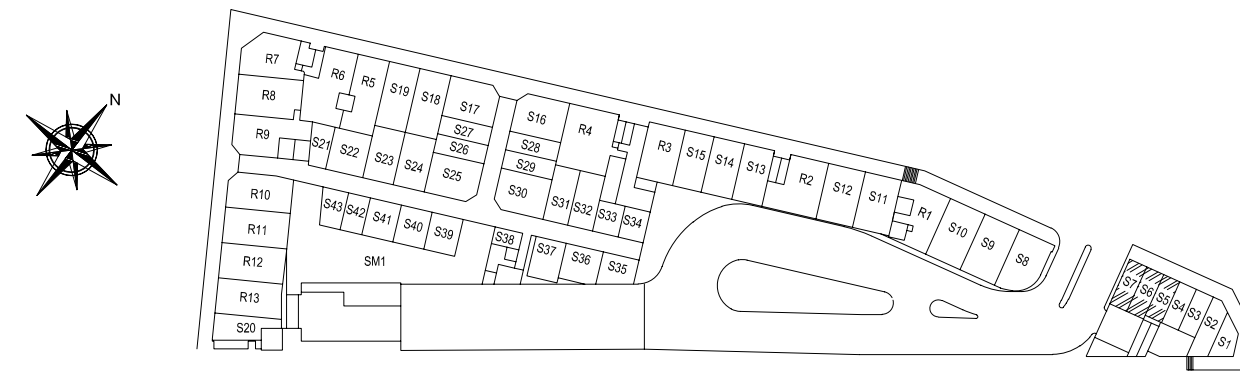 N
R7
R6
R5
S19
S18
S17
S27
S26
S25
R8
R9
S21
S22
S23
S24
S16
S28
S29
S30
R4
S31
S32
S33
S34
R3
S15
S14
S13
R2
S12
S11
R1
S10
S9
S8
R10
R11
R12
R13
S20
S43
S42
S41
S40
S39
SM1
S38
S37
S36
S35
S7
S6
S5
S4
S3
S2
S1